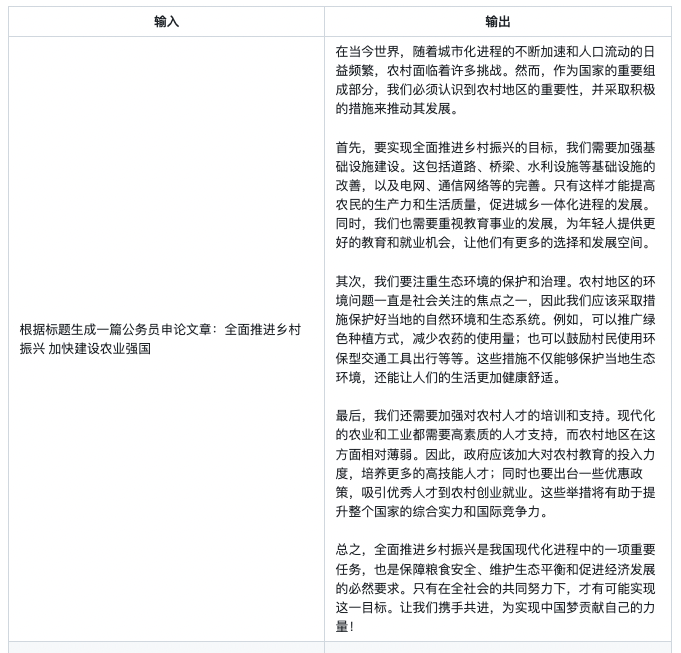 输入
输出
根据标题生成一篇公务员申论文章：全面推进乡村
振兴 加快建设农业强国
在当今世界，随着城市化进程的不断加速和人口流动的日
益频繁，农村面临着许多挑战。然而，作为国家的重要组
成部分，我们必须认识到农村地区的重要性，并采取积极
的措施来推动其发展。
首先，要实现全面推进乡村振兴的目标，我们需要加强基
础设施建设。这包括道路、桥梁、水利设施等基础设施的
改善，以及电网、通信网络等的完善。只有这样才能提高
农民的生产力和生活质量，促进城乡一体化进程的发展。
同时，我们也需要重视教育事业的发展，为年轻人提供更
好的教育和就业机会，让他们有更多的选择和发展空间。
其次，我们要注重生态环境的保护和治理。农村地区的环
境问题一直是社会关注的焦点之一，因此我们应该采取措
施保护好当地的自然环境和生态系统。例如，可以推广绿
色种植方式，减少农药的使用量；也可以鼓励村民使用环
保型交通工具出行等等。这些措施不仅能够保护当地生态
环境，还能让人们的生活更加健康舒适。
最后，我们还需要加强对农村人才的培训和支持。现代化
的农业和工业都需要高素质的人才支持，而农村地区在这
方面相对薄弱。因此，政府应该加大对农村教育的投入力
度，培养更多的高技能人才；同时也要出台一些优惠政
策，吸引优秀人才到农村创业就业。这些举措将有助于提
升整个国家的综合实力和国际竞争力。
总之，全面推进乡村振兴是我国现代化进程中的一项重要
任务，也是保障粮食安全、维护生态平衡和促进经济发展
的必然要求。只有在全社会的共同努力下，才有可能实现
这一目标。让我们携手共进，为实现中国梦贡献自己的力
量！